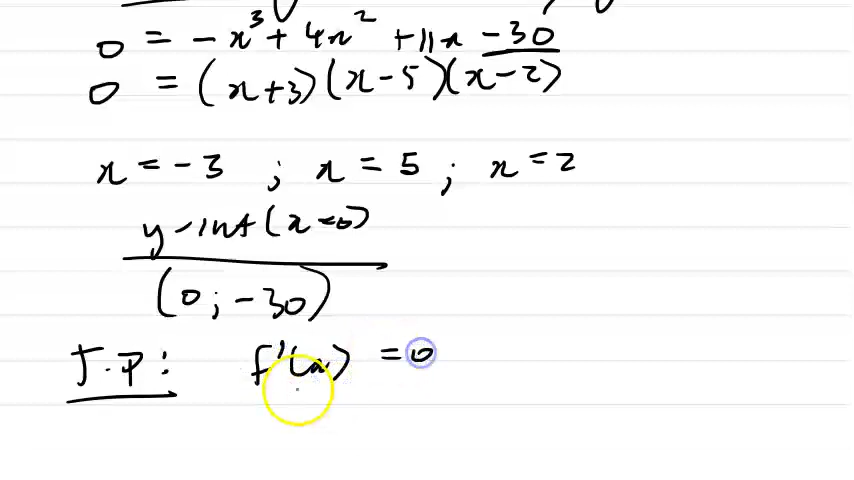 0 = -x³ + 4x² + 11x - 30
0 = (x+3)(x-5)(x-2)
x = -3 ; x = 5 ; x = 2
y-int (x=0)
(0 ; -30)
T.P : f'(x) = 0